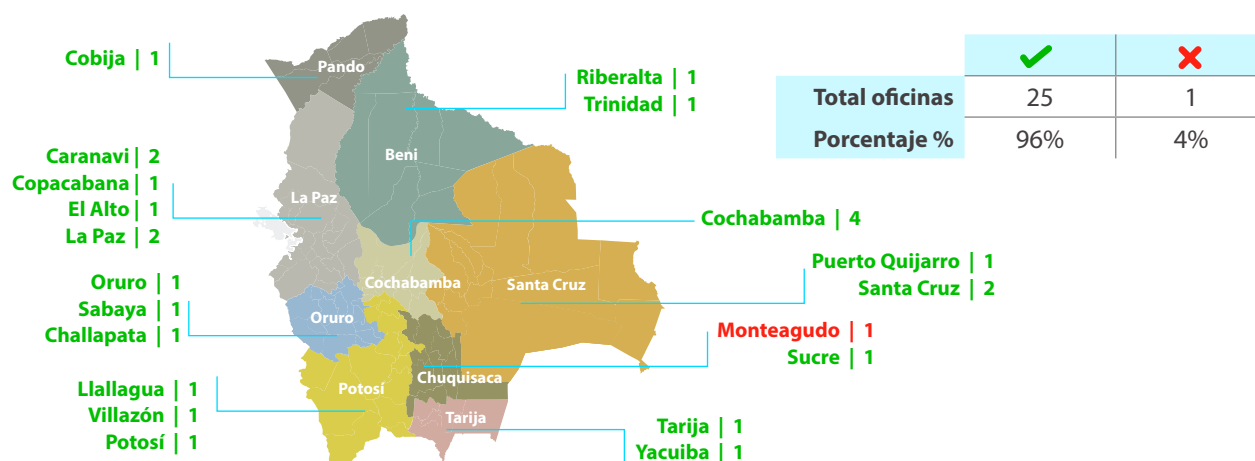 Cobija | 1
Pando
Riberalta | 1
Trinidad | 1
Total oficinas 25 1
Porcentaje % 96% 4%
Beni
Caranavi | 2
Copacabana | 1
El Alto | 1
La Paz | 2
La Paz
Cochabamba | 4
Puerto Quijarro | 1
Santa Cruz | 2
Cochabamba
Santa Cruz
Oruro | 1
Sabaya | 1
Challapata | 1
Oruro
Monteagudo | 1
Sucre | 1
Chuquisaca
Llallagua | 1
Villazón | 1
Potosí | 1
Potosí
Tarija
Tarija | 1
Yacuiba | 1